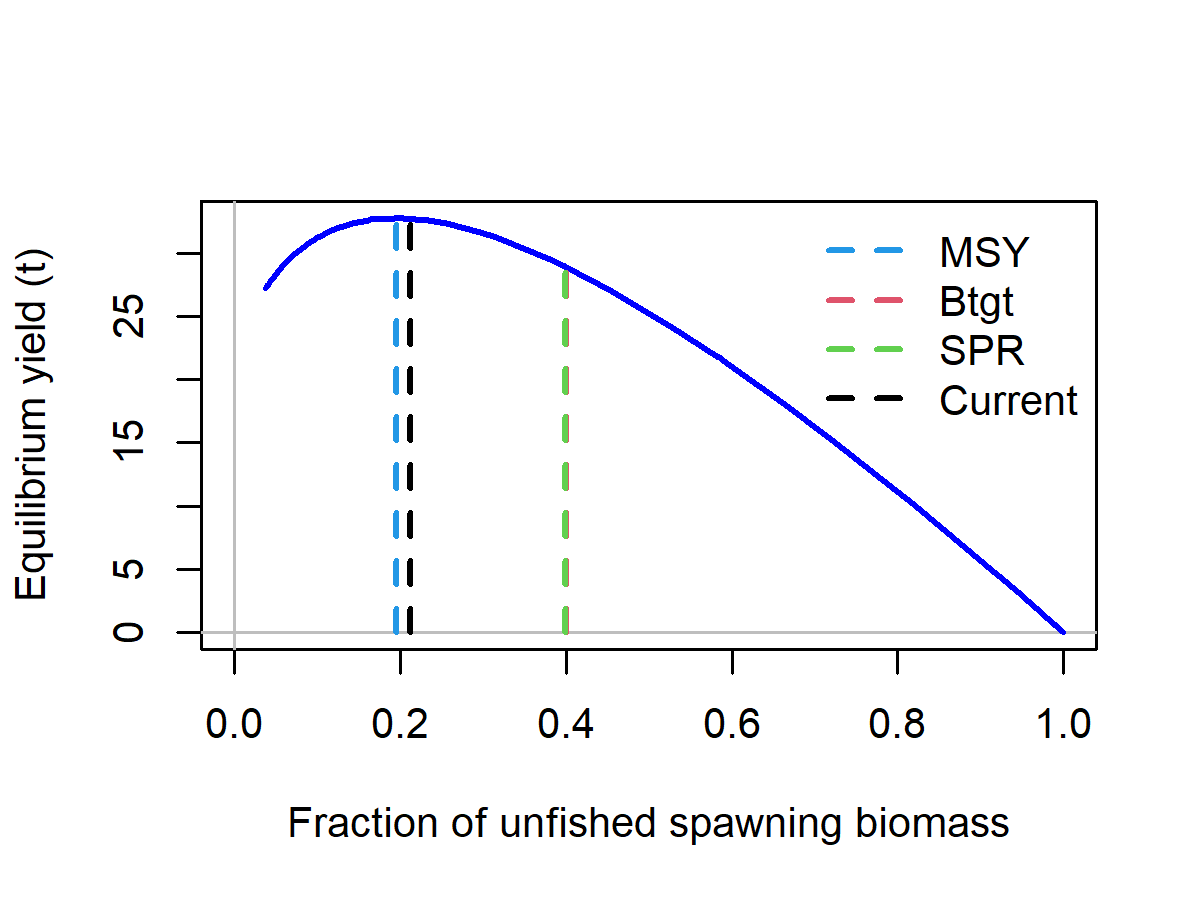 Equilibrium yield (t)
25
15
5
0
MSY
Btgt
SPR
Current
0.0 0.2 0.4 0.6 0.8 1.0
Fraction of unfished spawning biomass